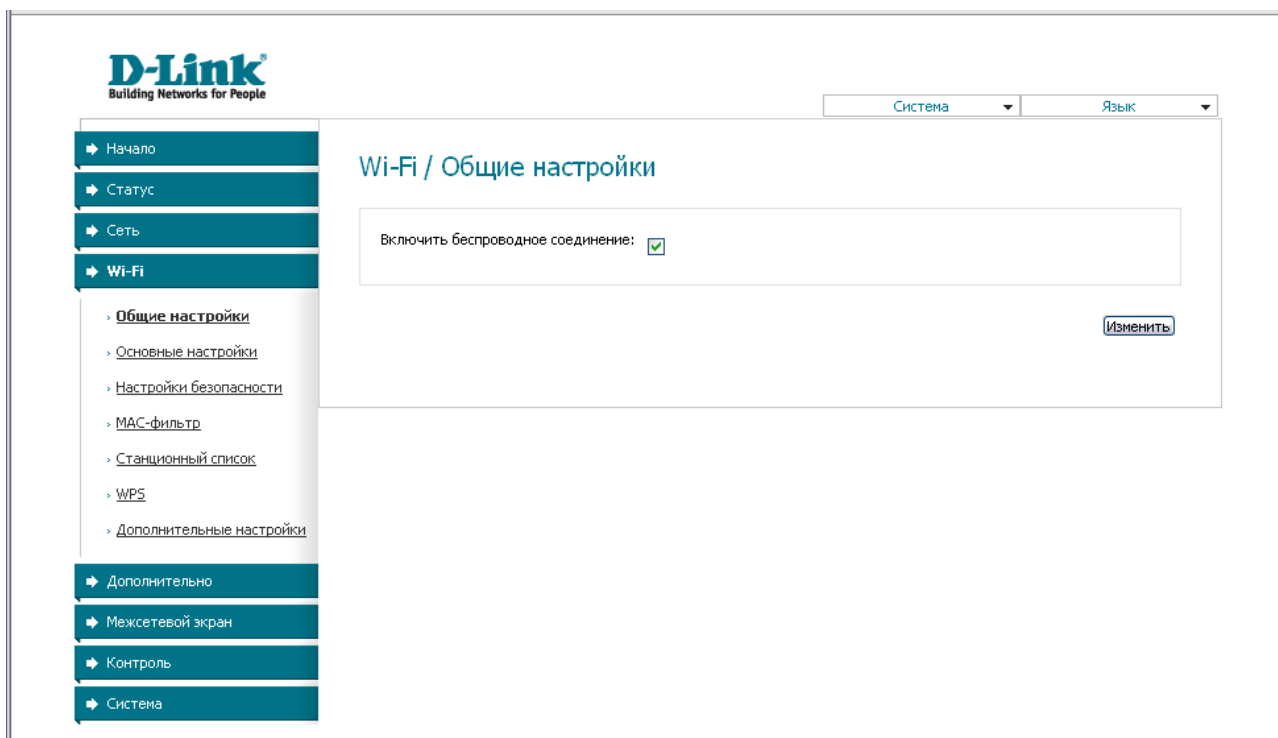 D-Link
Building Networks for People
Система
Язык
Начало
Статус
Сеть
Wi-Fi
Общие настройки
Основные настройки
Настройки безопасности
MAC-фильтр
Станционный список
WPS
Дополнительные настройки
Дополнительно
Межсетевой экран
Контроль
Система
Wi-Fi / Общие настройки
Включить беспроводное соединение:
Изменить